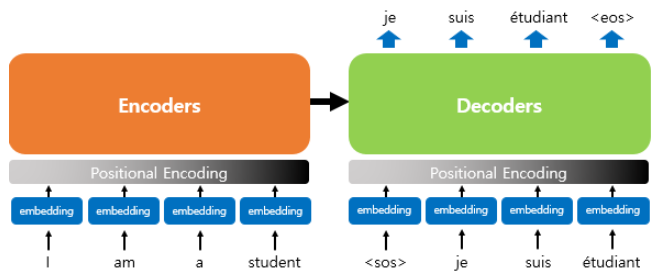 je suis étudiant <eos>
Encoders
Decoders
Positional Encoding
Positional Encoding
embedding embedding embedding embedding
embedding embedding embedding embedding
I am a student
<sos> je suis étudiant